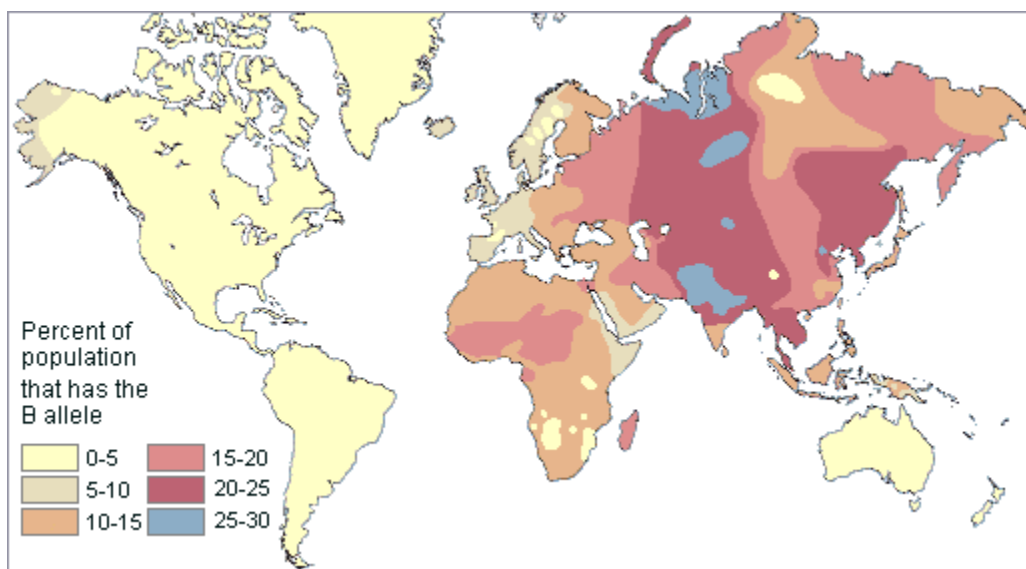 Percent of
population
that has the
B allele
0-5
15-20
5-10
20-25
10-15
25-30